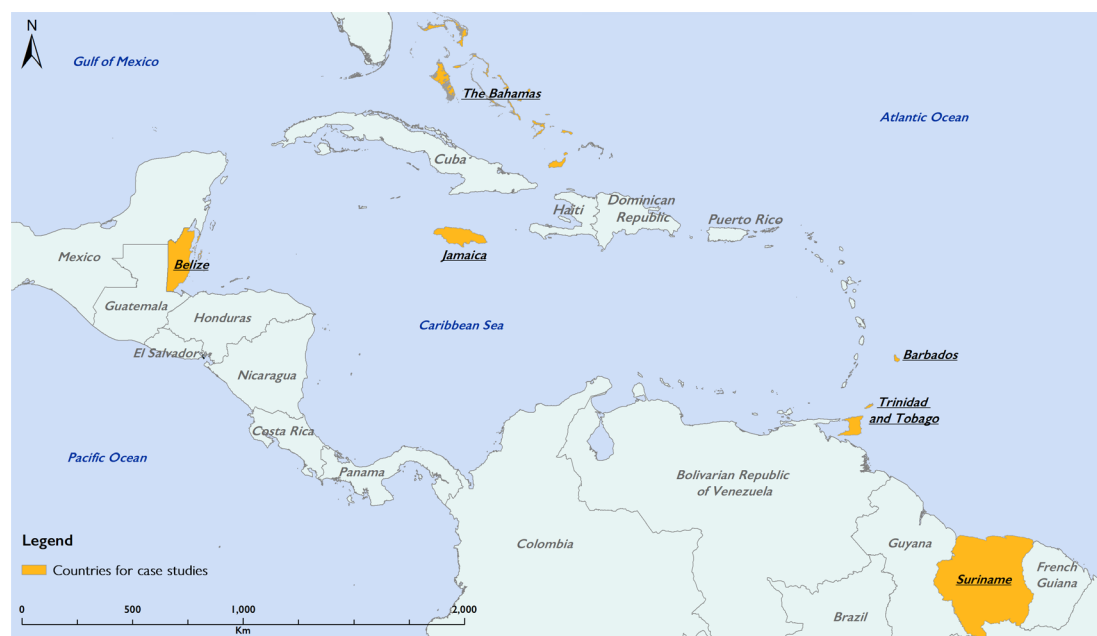 N
Gulf of Mexico
The Bahamas
Atlantic Ocean
Cuba
Haiti
Dominican
Republic
Puerto Rico
Mexico
Belize
Jamaica
Guatemala
Honduras
Caribbean Sea
El Salvador
Barbados
Nicaragua
Trinidad
and Tobago
Costa Rica
Pacific Ocean
Panama
Bolivarian Republic
of Venezuela
Legend
Colombia
Guyana
Countries for case studies
French
Guiana
Suriname
Brazil
0 500 1,000 2,000
Km